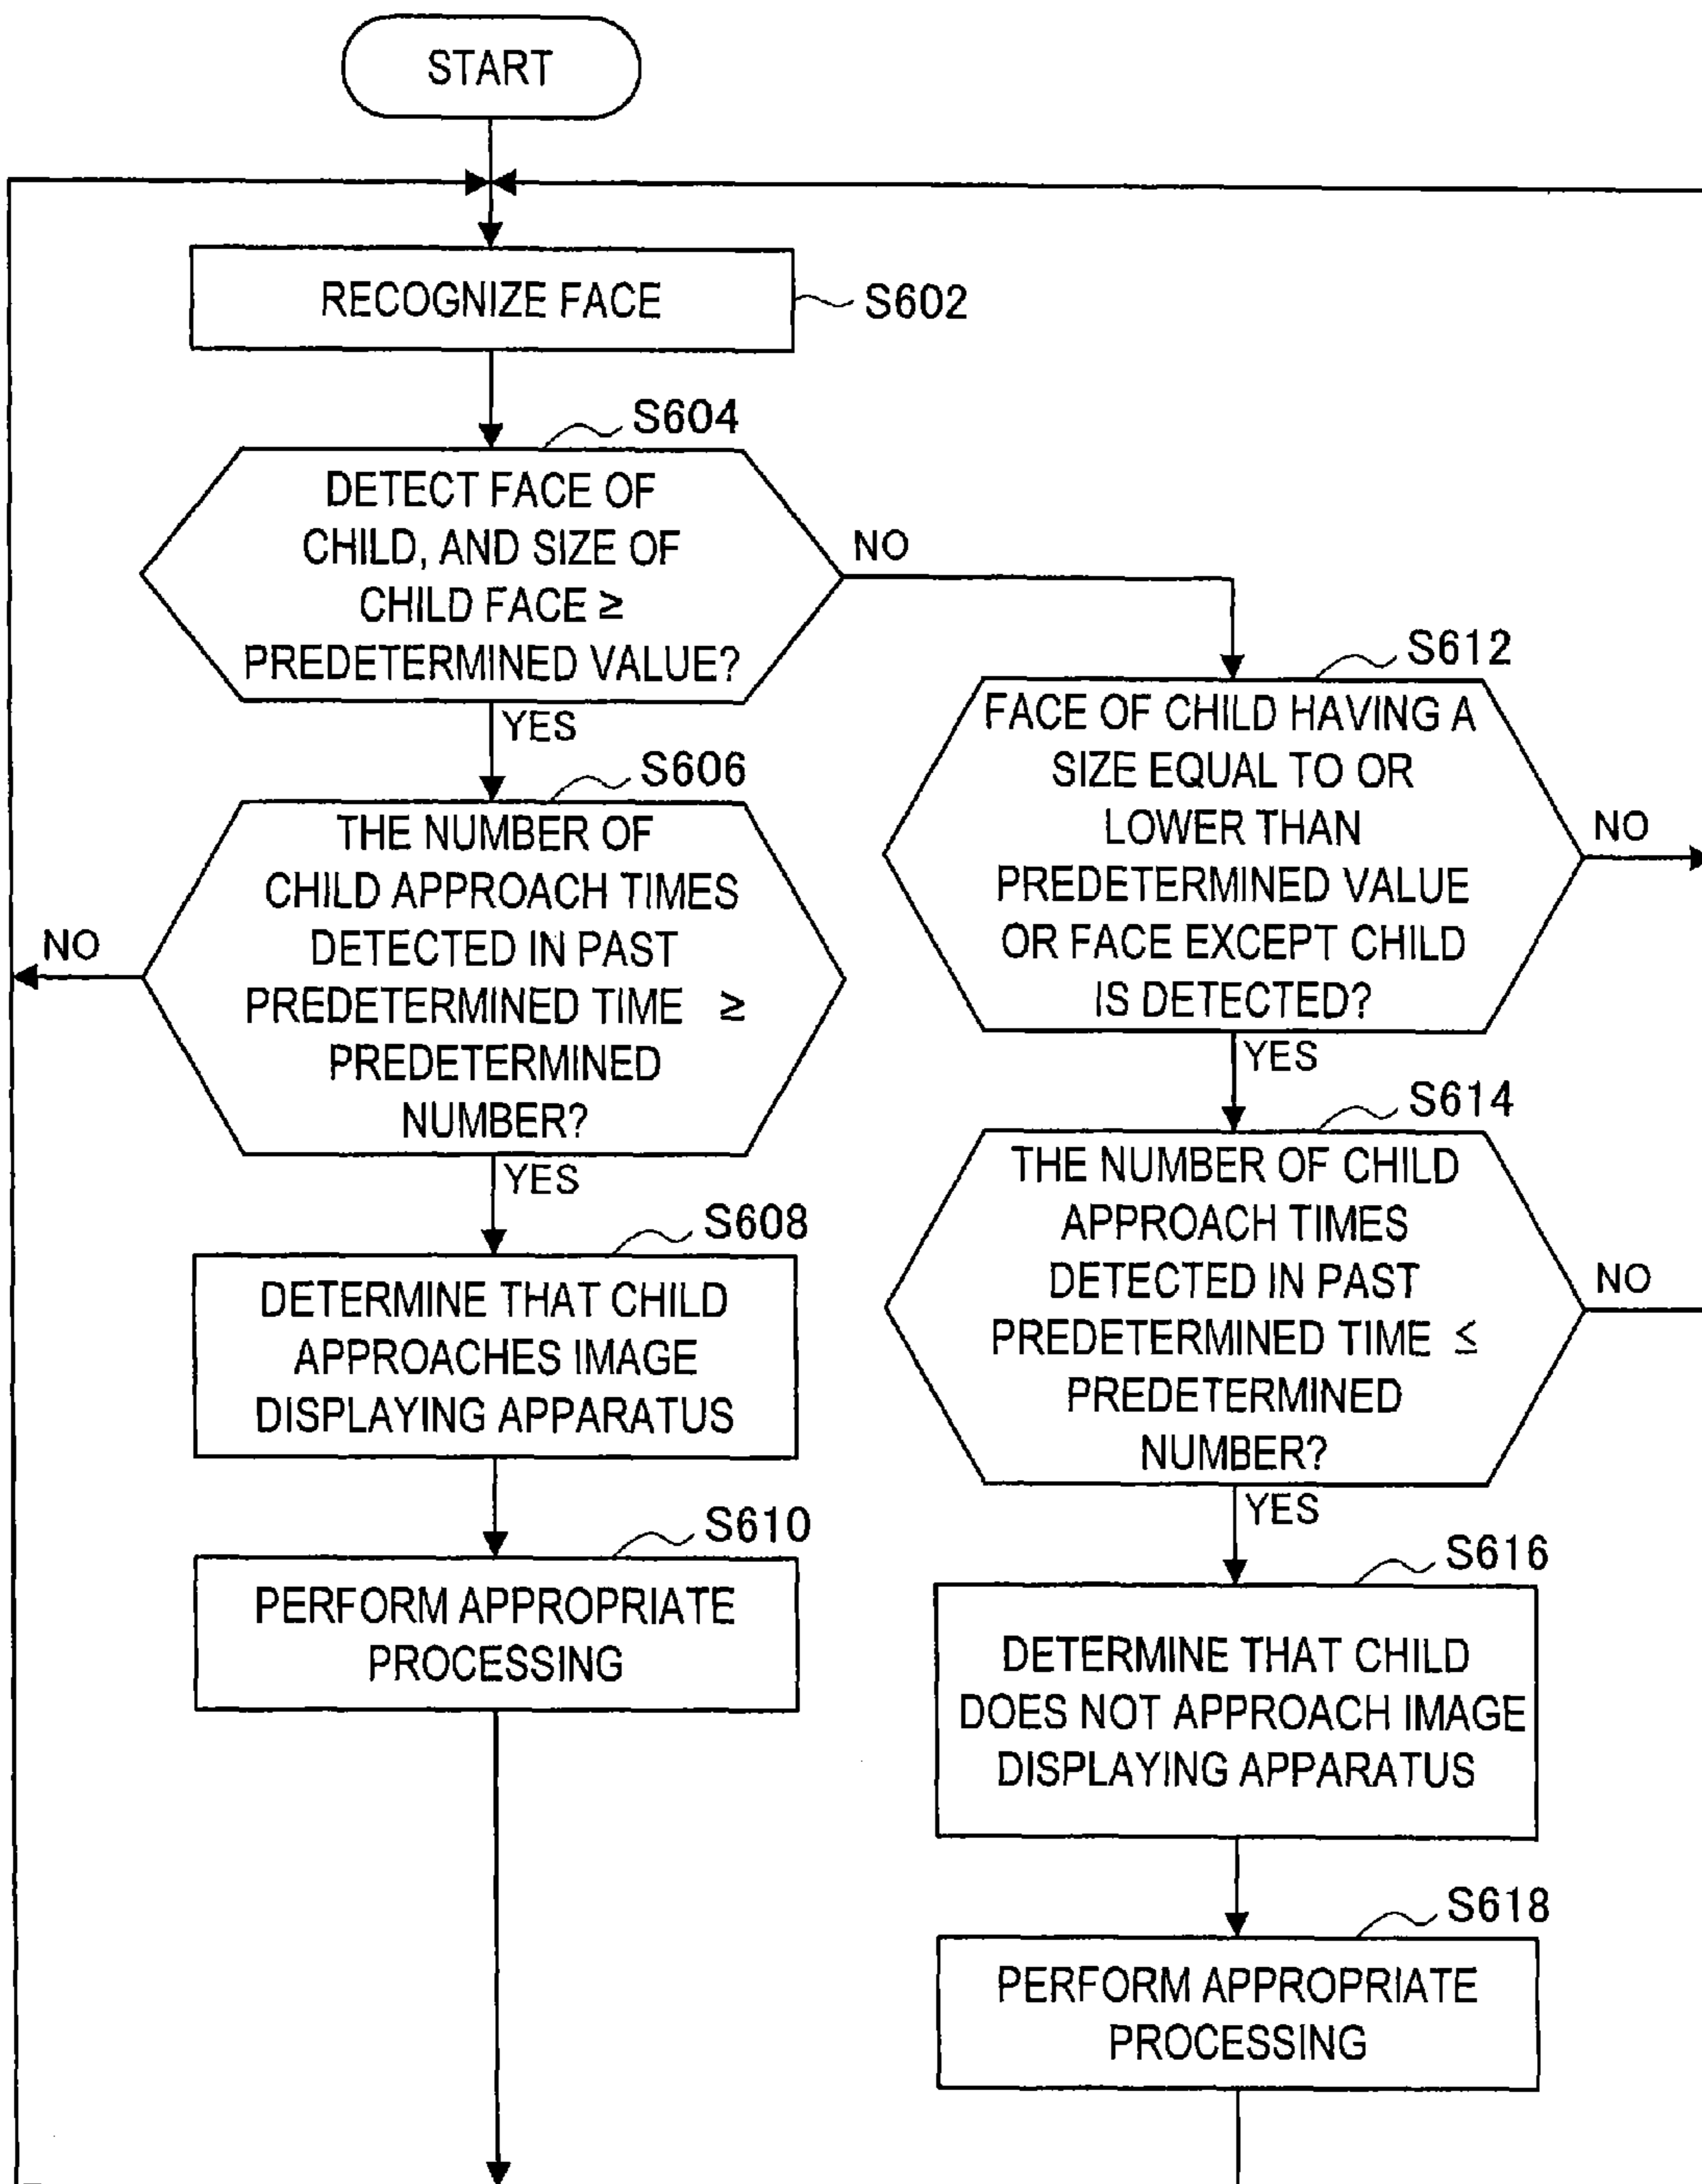 START
RECOGNIZE FACE
S602
S604
DETECT FACE OF
CHILD, AND SIZE OF
CHILD FACE ≥
PREDETERMINED VALUE?
NO
YES
S606
THE NUMBER OF
CHILD APPROACH TIMES
DETECTED IN PAST
PREDETERMINED TIME ≥
PREDETERMINED
NUMBER?
NO
YES
S608
DETERMINE THAT CHILD
APPROACHES IMAGE
DISPLAYING APPARATUS
S610
PERFORM APPROPRIATE
PROCESSING
S612
FACE OF CHILD HAVING A
SIZE EQUAL TO OR
LOWER THAN
PREDETERMINED VALUE
OR FACE EXCEPT CHILD
IS DETECTED?
NO
YES
S614
THE NUMBER OF CHILD
APPROACH TIMES
DETECTED IN PAST
PREDETERMINED TIME ≤
PREDETERMINED
NUMBER?
NO
YES
S616
DETERMINE THAT CHILD
DOES NOT APPROACH IMAGE
DISPLAYING APPARATUS
S618
PERFORM APPROPRIATE
PROCESSING